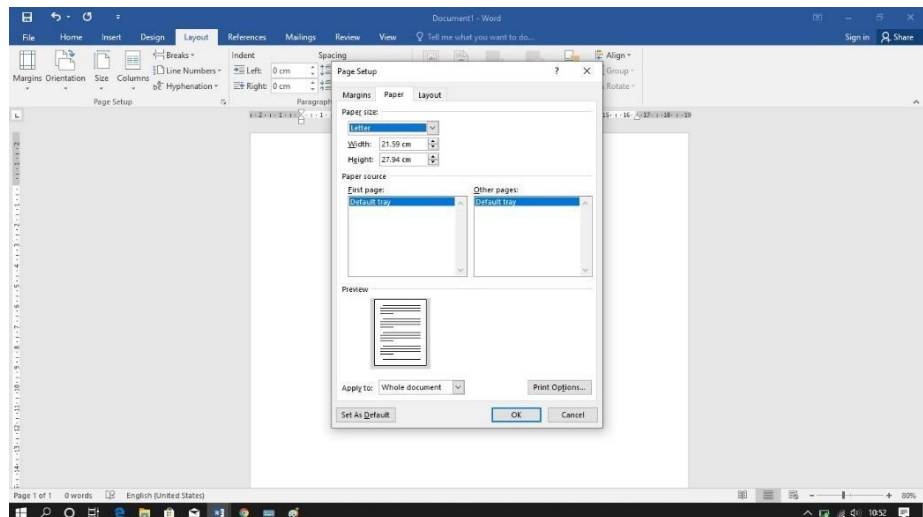 Document1 - Word
File Home Insert Design Layout References Mailings Review View Tell me what you want to do... Sign in Share
Margins Orientation Size Columns
Breaks
Line Numbers
Hyphenation
Page Setup
Indent Spacing
Left: 0 cm
Right: 0 cm
Paragraph
Align
Group
Rotate
Page Setup ? X
Margins Paper Layout
Paper size:
Letter
Width: 21.59 cm
Height: 27.94 cm
Paper source
First page: Other pages:
Default tray Default tray
Preview
Apply to: Whole document Print Options...
Set As Default OK Cancel
Page 1 of 1 0 words English (United States) 80%
10:52